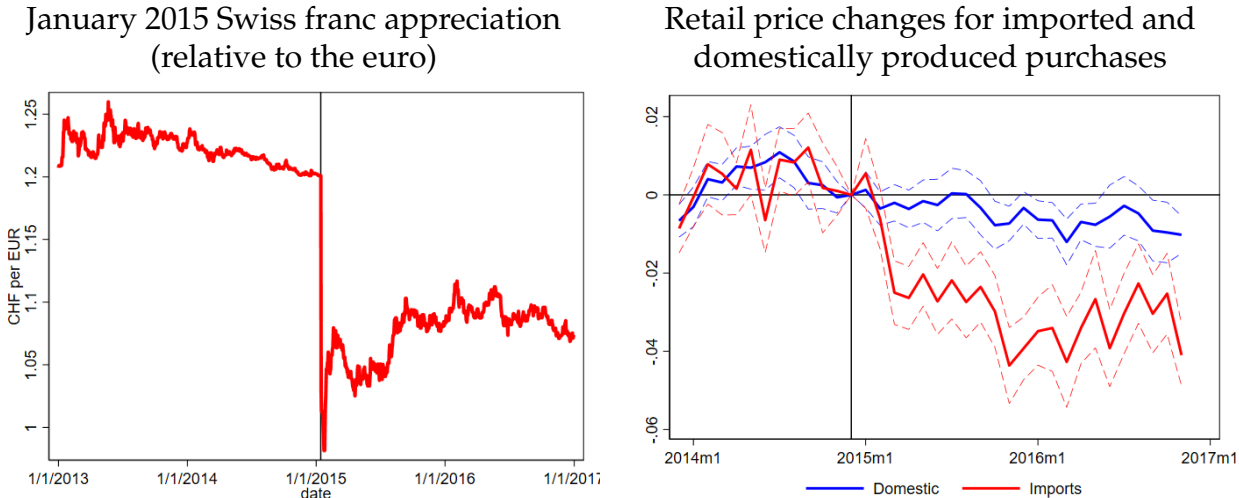 January 2015 Swiss franc appreciation
(relative to the euro)
CHF per EUR
1.25
1.2
1.15
1.1
1.05
1
1/1/2013
1/1/2014
1/1/2015
1/1/2016
1/1/2017
date
Retail price changes for imported and
domestically produced purchases
.02
0
-.02
-.04
-.06
2014m1
2015m1
2016m1
2017m1
Domestic
Imports